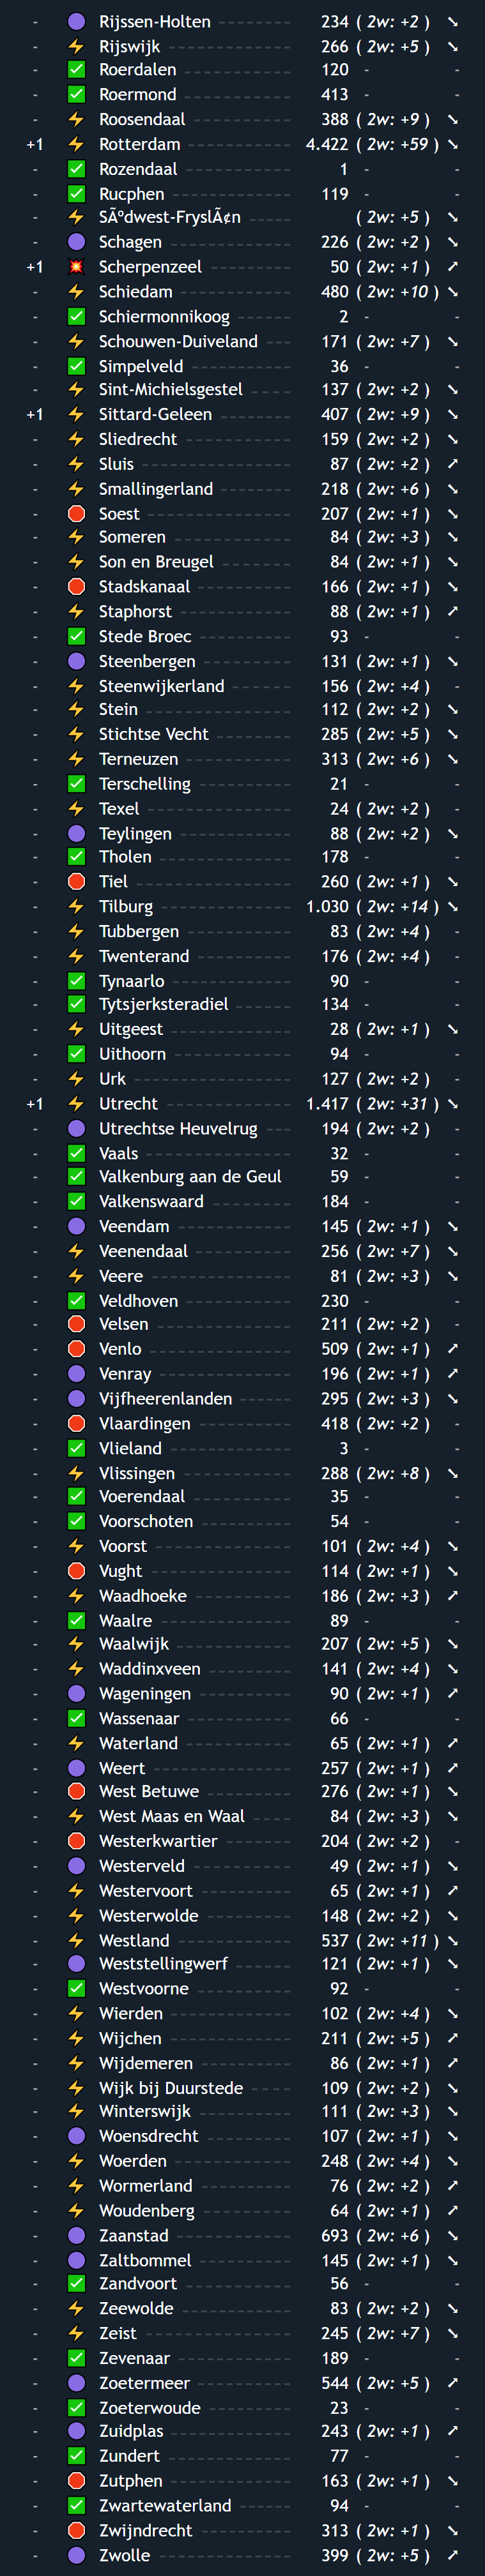 - Rijssen-Holten 234 ( 2w: +2 ) ➘
- Rijswijk 266 ( 2w: +5 ) ➘
- Roerdalen 120 - -
- Roermond 413 - -
- Roosendaal 388 ( 2w: +9 ) ➘
+1 Rotterdam 4.422 ( 2w: +59 ) ➘
- Rozendaal 1 - -
- Rucphen 119 - -
- SÃºdwest-FryslÃ¢n ( 2w: +5 ) ➘
- Schagen 226 ( 2w: +2 ) ➘
+1 Scherpenzeel 50 ( 2w: +1 ) ➚
- Schiedam 480 ( 2w: +10 ) ➘
- Schiermonnikoog 2 - -
- Schouwen-Duiveland 171 ( 2w: +7 ) ➘
- Simpelveld 36 - -
- Sint-Michielsgestel 137 ( 2w: +2 ) ➘
+1 Sittard-Geleen 407 ( 2w: +9 ) ➘
- Sliedrecht 159 ( 2w: +2 ) ➘
- Sluis 87 ( 2w: +2 ) ➚
- Smallingerland 218 ( 2w: +6 ) ➘
- Soest 207 ( 2w: +1 ) ➘
- Someren 84 ( 2w: +3 ) ➘
- Son en Breugel 84 ( 2w: +1 ) ➘
- Stadskanaal 166 ( 2w: +1 ) ➘
- Staphorst 88 ( 2w: +1 ) ➚
- Stede Broec 93 - -
- Steenbergen 131 ( 2w: +1 ) ➘
- Steenwijkerland 156 ( 2w: +4 ) -
- Stein 112 ( 2w: +2 ) ➘
- Stichtse Vecht 285 ( 2w: +5 ) ➘
- Terneuzen 313 ( 2w: +6 ) ➘
- Terschelling 21 - -
- Texel 24 ( 2w: +2 ) -
- Teylingen 88 ( 2w: +2 ) ➘
- Tholen 178 - -
- Tiel 260 ( 2w: +1 ) ➘
- Tilburg 1.030 ( 2w: +14 ) ➘
- Tubbergen 83 ( 2w: +4 ) -
- Twenterand 176 ( 2w: +4 ) -
- Tynaarlo 90 - -
- Tytsjerksteradiel 134 - -
- Uitgeest 28 ( 2w: +1 ) ➘
- Uithoorn 94 - -
- Urk 127 ( 2w: +2 ) -
+1 Utrecht 1.417 ( 2w: +31 ) ➘
- Utrechtse Heuvelrug 194 ( 2w: +2 ) -
- Vaals 32 - -
- Valkenburg aan de Geul 59 - -
- Valkenswaard 184 - -
- Veendam 145 ( 2w: +1 ) ➘
- Veenendaal 256 ( 2w: +7 ) ➘
- Veere 81 ( 2w: +3 ) ➘
- Veldhoven 230 - -
- Velsen 211 ( 2w: +2 ) -
- Venlo 509 ( 2w: +1 ) ➚
- Venray 196 ( 2w: +1 ) ➚
- Vijfheerenlanden 295 ( 2w: +3 ) ➘
- Vlaardingen 418 ( 2w: +2 ) -
- Vlieland 3 - -
- Vlissingen 288 ( 2w: +8 ) ➘
- Voerendaal 35 - -
- Voorschoten 54 - -
- Voorst 101 ( 2w: +4 ) ➘
- Vught 114 ( 2w: +1 ) ➘
- Waadhoeke 186 ( 2w: +3 ) ➚
- Waalre 89 - -
- Waalwijk 207 ( 2w: +5 ) ➘
- Waddinxveen 141 ( 2w: +4 ) ➘
- Wageningen 90 ( 2w: +1 ) ➚
- Wassenaar 66 - -
- Waterland 65 ( 2w: +1 ) ➚
- Weert 257 ( 2w: +1 ) ➚
- West Betuwe 276 ( 2w: +1 ) ➘
- West Maas en Waal 84 ( 2w: +3 ) ➘
- Westerkwartier 204 ( 2w: +2 ) -
- Westerveld 49 ( 2w: +1 ) ➘
- Westervoort 65 ( 2w: +1 ) ➚
- Westerwolde 148 ( 2w: +2 ) ➘
- Westland 537 ( 2w: +11 ) ➘
- Weststellingwerf 121 ( 2w: +1 ) ➘
- Westvoorne 92 - -
- Wierden 102 ( 2w: +4 ) ➘
- Wijchen 211 ( 2w: +5 ) ➚
- Wijdemeren 86 ( 2w: +1 ) ➚
- Wijk bij Duurstede 109 ( 2w: +2 ) ➘
- Winterswijk 111 ( 2w: +3 ) ➘
- Woensdrecht 107 ( 2w: +1 ) ➘
- Woerden 248 ( 2w: +4 ) ➘
- Wormerland 76 ( 2w: +2 ) ➚
- Woudenberg 64 ( 2w: +1 ) ➚
- Zaanstad 693 ( 2w: +6 ) ➘
- Zaltbommel 145 ( 2w: +1 ) ➘
- Zandvoort 56 - -
- Zeewolde 83 ( 2w: +2 ) ➘
- Zeist 245 ( 2w: +7 ) ➘
- Zevenaar 189 - -
- Zoetermeer 544 ( 2w: +5 ) ➚
- Zoeterwoude 23 - -
- Zuidplas 243 ( 2w: +1 ) ➚
- Zundert 77 - -
- Zutphen 163 ( 2w: +1 ) ➘
- Zwartewaterland 94 - -
- Zwijndrecht 313 ( 2w: +1 ) ➘
- Zwolle 399 ( 2w: +5 ) ➚